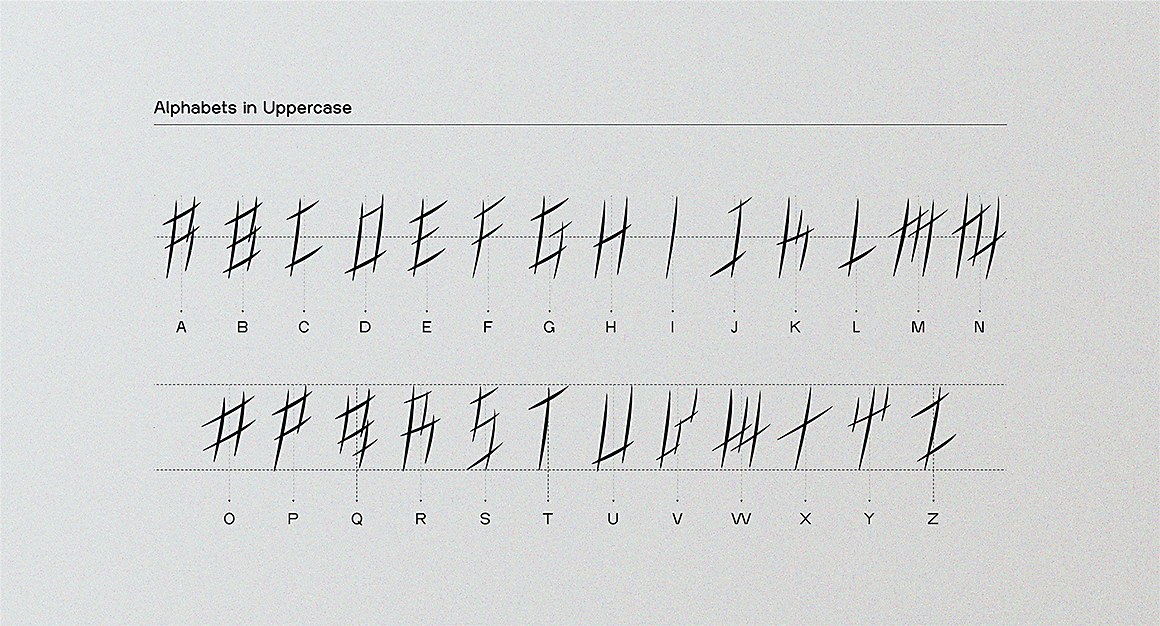 Alphabets in Uppercase
A B C D E F G H I J K L M N
A B C D E F G H I J K L M N
O P Q R S T U V W X Y Z
O P Q R S T U V W X Y Z